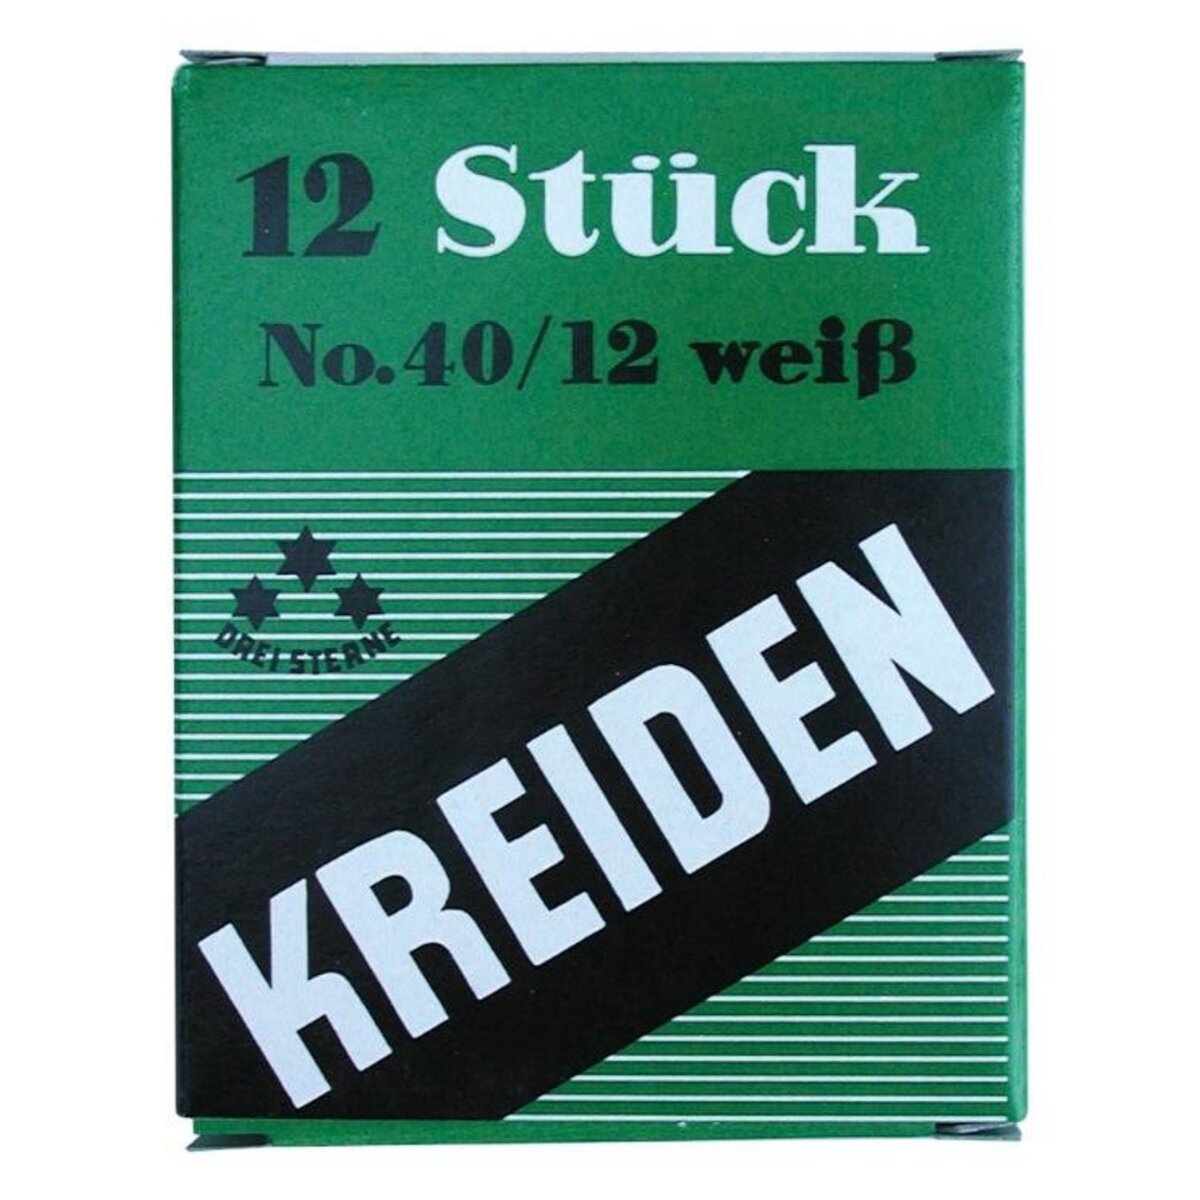 12 Stück
No.40/12 weiß
DREI STERNE
KREIDEN